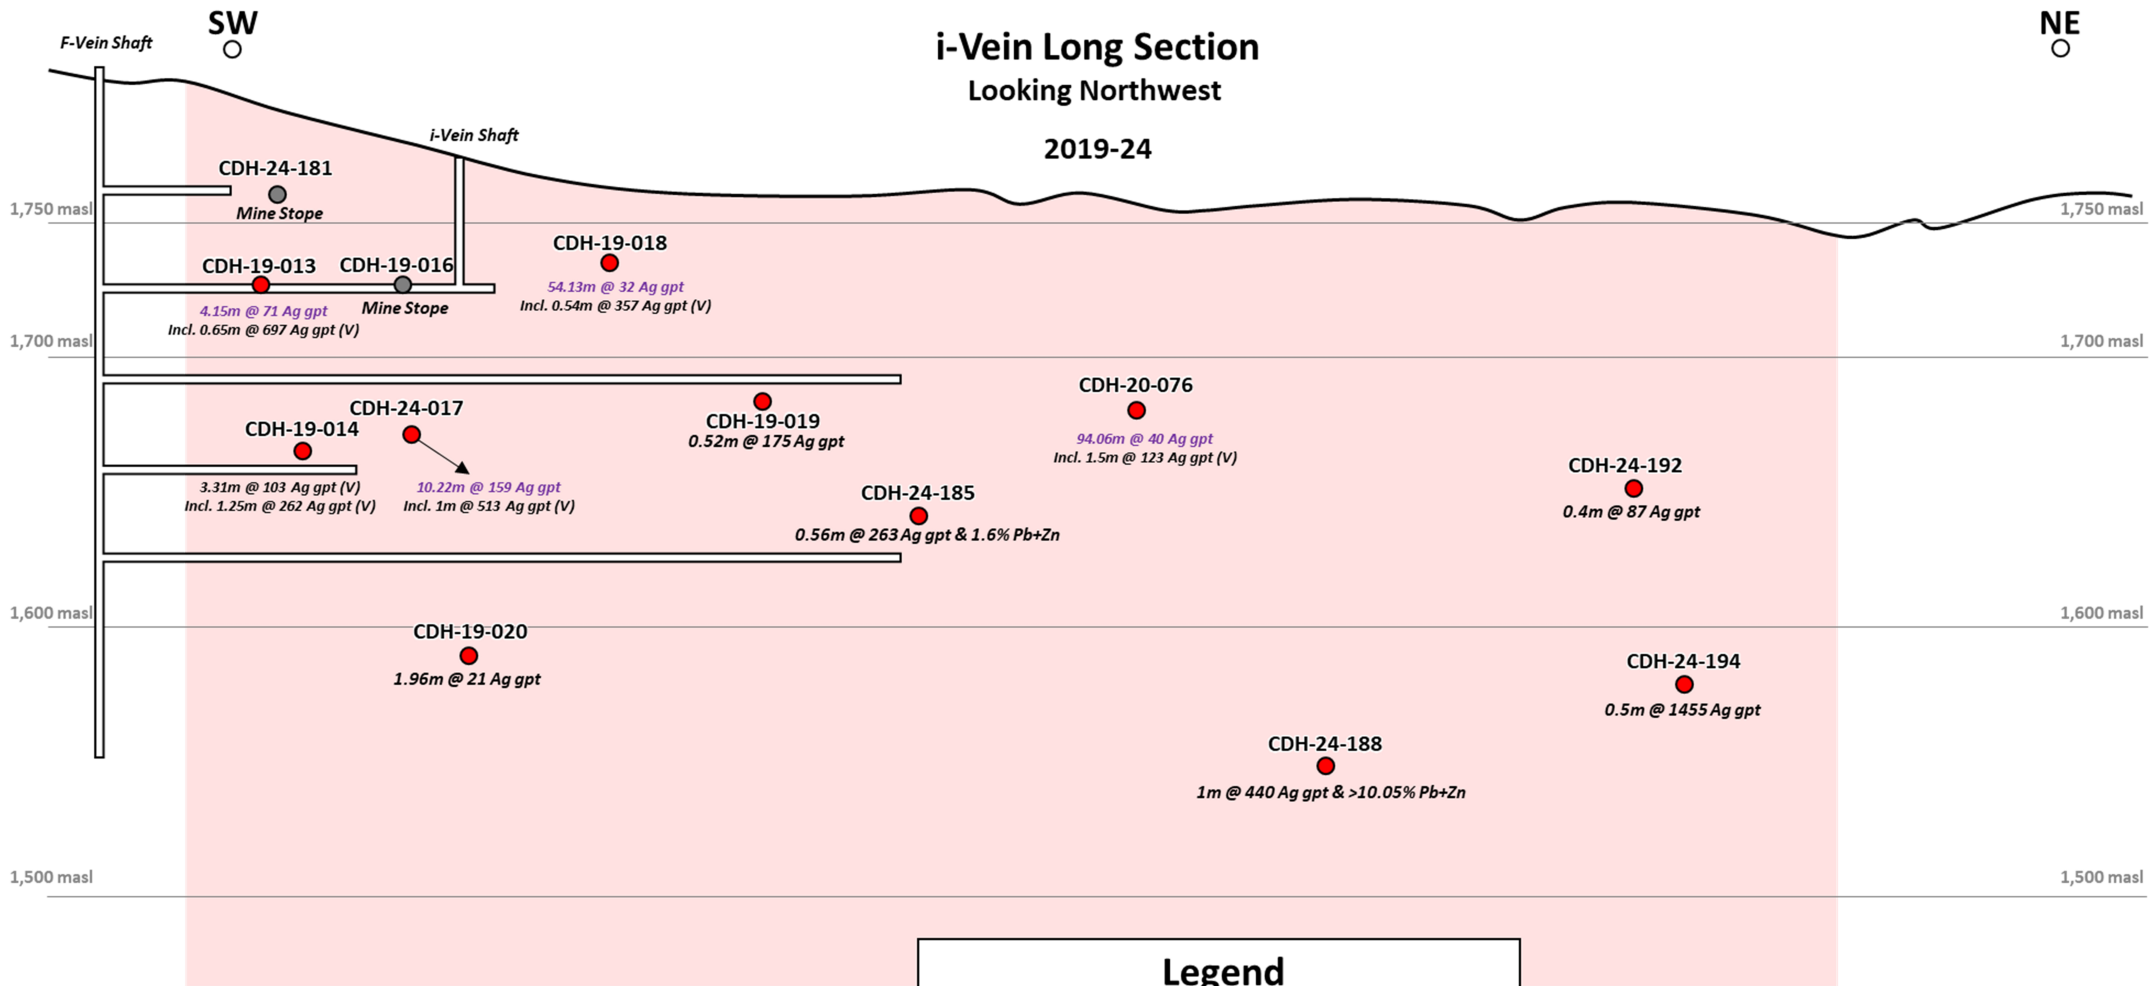 SW
NE
F-Vein Shaft
i-Vein Long Section
Looking Northwest
2019-24
i-Vein Shaft
CDH-24-181
Mine Stope
1,750 masl
1,750 masl
CDH-19-018
54.13m @ 32 Ag gpt
Incl. 0.54m @ 357 Ag gpt (V)
CDH-19-013
4.15m @ 71 Ag gpt
Incl. 0.65m @ 697 Ag gpt (V)
CDH-19-016
Mine Stope
1,700 masl
1,700 masl
CDH-20-076
94.06m @ 40 Ag gpt
Incl. 1.5m @ 123 Ag gpt (V)
CDH-24-017
10.22m @ 159 Ag gpt
Incl. 1m @ 513 Ag gpt (V)
CDH-19-019
0.52m @ 175 Ag gpt
CDH-19-014
3.31m @ 103 Ag gpt (V)
Incl. 1.25m @ 262 Ag gpt (V)
CDH-24-192
0.4m @ 87 Ag gpt
CDH-24-185
0.56m @ 263 Ag gpt & 1.6% Pb+Zn
1,600 masl
1,600 masl
CDH-19-020
1.96m @ 21 Ag gpt
CDH-24-194
0.5m @ 1455 Ag gpt
CDH-24-188
1m @ 440 Ag gpt & >10.05% Pb+Zn
1,500 masl
1,500 masl
Legend